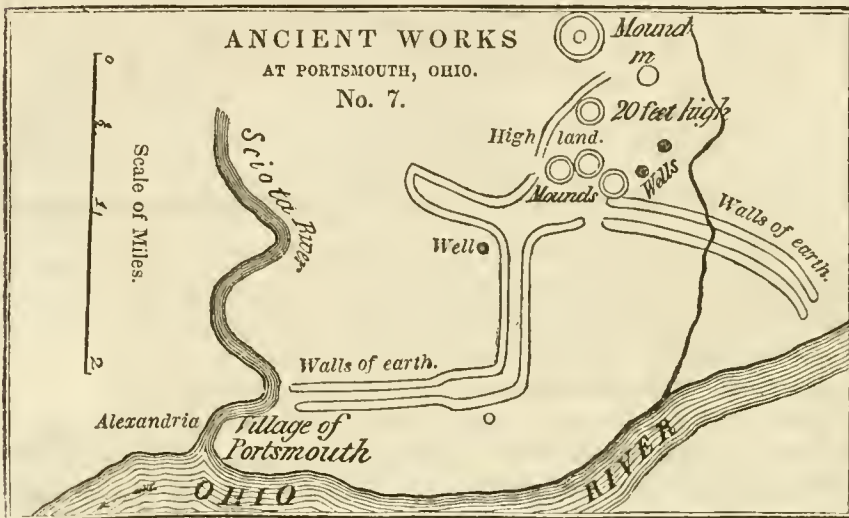 ANCIENT WORKS
AT PORTSMOUTH, OHIO.
No. 7.
Mound
m
20 feet high
High land.
Mounds
Wells
Walls of earth.
Well
Sciota River.
Scale of Miles.
0
1
2
Walls of earth.
Alexandria
Village of
Portsmouth
OHIO
RIVER